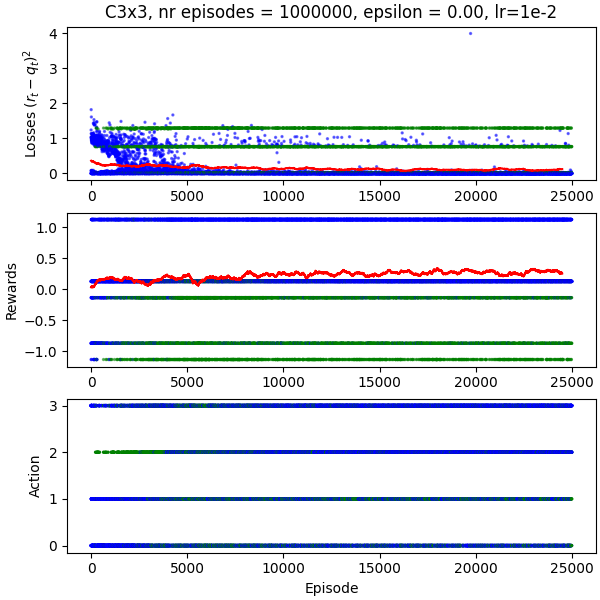 C3x3, nr episodes = 1000000, epsilon = 0.00, lr=1e-2
Losses $(r_t - q_t)^2$
4
3
2
1
0
0 5000 10000 15000 20000 25000
Rewards
1.0
0.5
0.0
−0.5
−1.0
0 5000 10000 15000 20000 25000
Action
3
2
1
0
0 5000 10000 15000 20000 25000
Episode